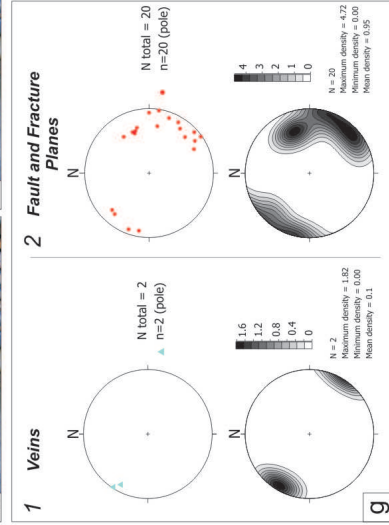 1 Veins
N
N total = 2
n=2 (pole)
N
1.6
1.2
0.8
0.4
0
N = 2
Maximum density = 1.82
Minimum density = 0.00
Mean density = 0.1
2 Fault and Fracture
Planes
N
N total = 20
n=20 (pole)
N
4
3
2
1
0
N = 20
Maximum density = 4.72
Minimum density = 0.00
Mean density = 0.95
g